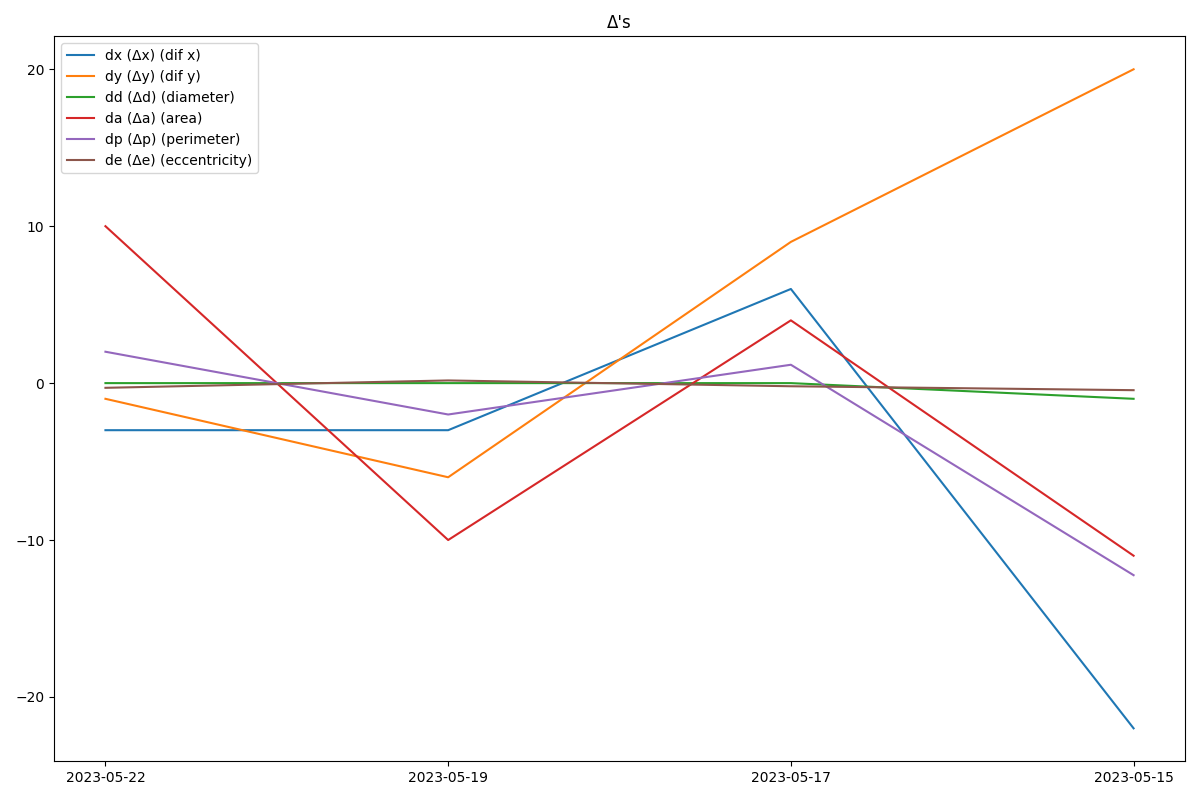 Δ's
dx (Δx) (dif x)
dy (Δy) (dif y)
dd (Δd) (diameter)
da (Δa) (area)
dp (Δp) (perimeter)
de (Δe) (eccentricity)
20
10
0
−10
−20
2023-05-22 2023-05-19 2023-05-17 2023-05-15